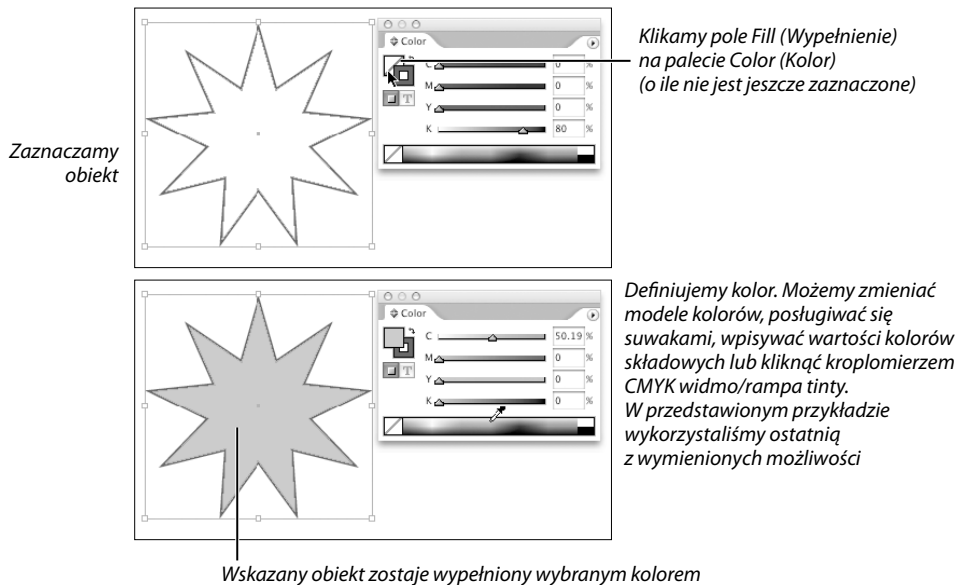 Zaznaczamy
obiekt
Color
C 0 %
M 0 %
Y 0 %
K 80 %
T
Klikamy pole Fill (Wypełnienie)
na palecie Color (Kolor)
(o ile nie jest jeszcze zaznaczone)
Color
C 50.19 %
M 0 %
Y 0 %
K 0 %
T
Definiujemy kolor. Możemy zmieniać
modele kolorów, posługiwać się
suwakami, wpisywać wartości kolorów
składowych lub kliknąć kroplomierzem
CMYK widmo/rampa tinty.
W przedstawionym przykładzie
wykorzystaliśmy ostatnią
z wymienionych możliwości
Wskazany obiekt zostaje wypełniony wybranym kolorem